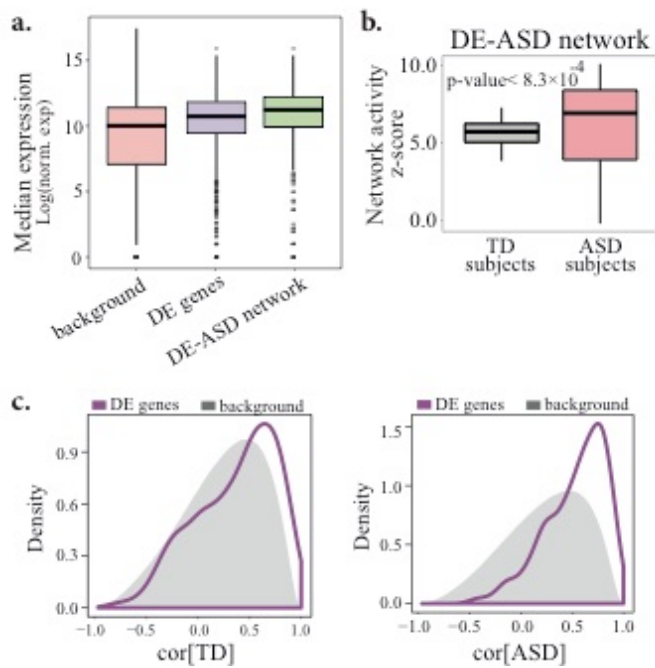 a.
Median expression
Log(norm. exp)
15
10
5
0
background
DE genes
DE-ASD network
b.
DE-ASD network
p-value< 8.3×10⁻⁴
Network activity
z-score
10.0
5.0
0.0
TD
subjects
ASD
subjects
c.
DE genes background
Density
0.9
0.6
0.3
0.0
−1.0 −0.5 0.0 0.5 1.0
cor[TD]
DE genes background
Density
1.5
1.0
0.5
0.0
−1.0 −0.5 0.0 0.5 1.0
cor[ASD]